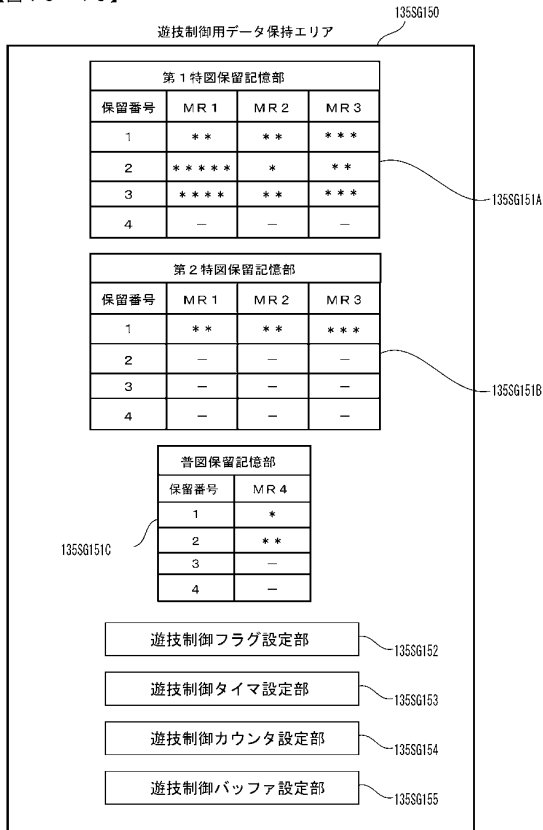 135SG150
遊技制御用データ保持エリア
第1特図保留記憶部
保留番号 MR1 MR2 MR3
1 ** ** ***
2 ***** * **
3 **** ** ***
4 － － －
135SG151A
第2特図保留記憶部
保留番号 MR1 MR2 MR3
1 ** ** ***
2 － － －
3 － － －
4 － － －
135SG151B
普図保留記憶部
保留番号 MR4
1 *
2 **
3 －
4 －
135SG151C
遊技制御フラグ設定部
135SG152
遊技制御タイマ設定部
135SG153
遊技制御カウンタ設定部
135SG154
遊技制御バッファ設定部
135SG155